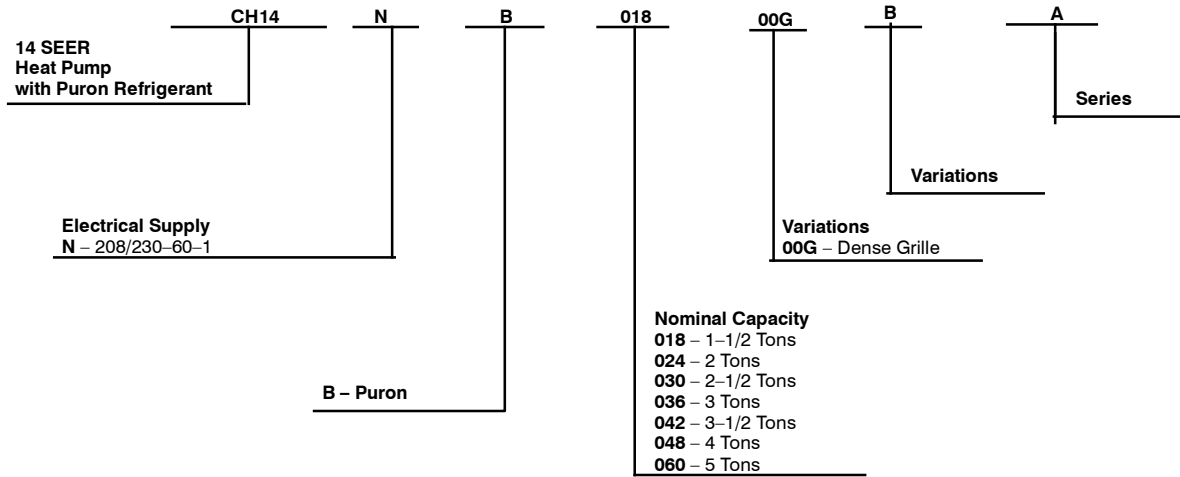 CH14 N B 018 00G B A
14 SEER
Heat Pump
with Puron Refrigerant
Series
Variations
Electrical Supply
N – 208/230–60–1
Variations
00G – Dense Grille
Nominal Capacity
018 – 1–1/2 Tons
024 – 2 Tons
030 – 2–1/2 Tons
036 – 3 Tons
042 – 3–1/2 Tons
048 – 4 Tons
060 – 5 Tons
B – Puron